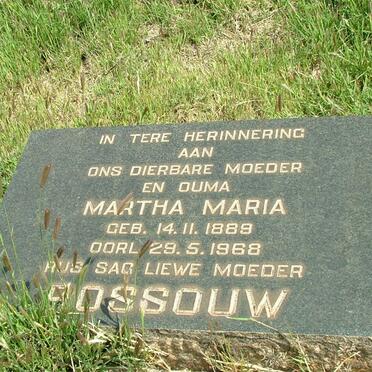 IN TERE HERINNERING
AAN
ONS DIERBARE MOEDER
EN OUMA
MARTHA MARIA
GEB. 14.11.1889
OORL. 29.5.1968
RUS SAG LIEWE MOEDER
ROSSOUW